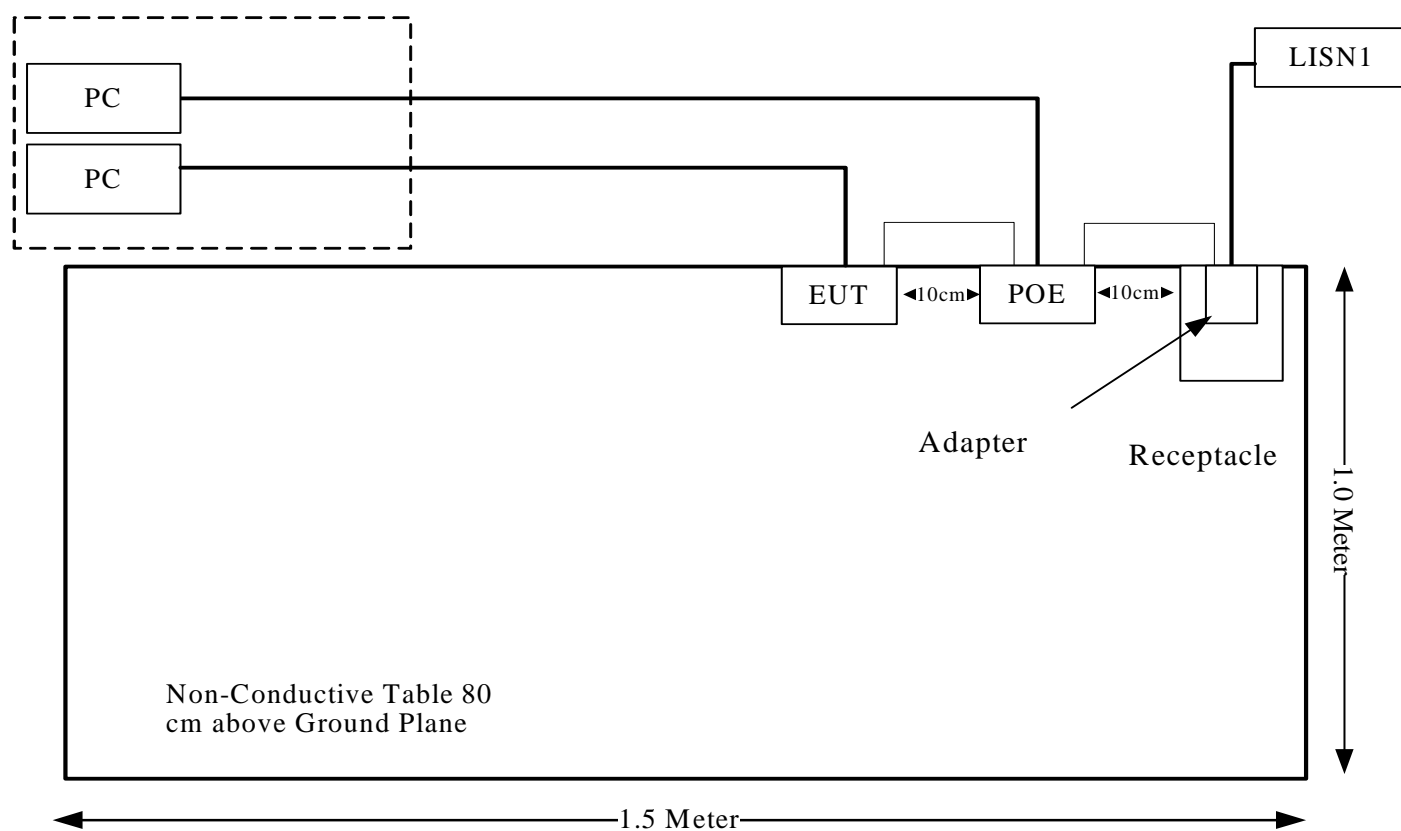 LISN1
PC
PC
EUT
10cm
POE
10cm
Adapter
Receptacle
1.0 Meter
Non-Conductive Table 80
cm above Ground Plane
1.5 Meter